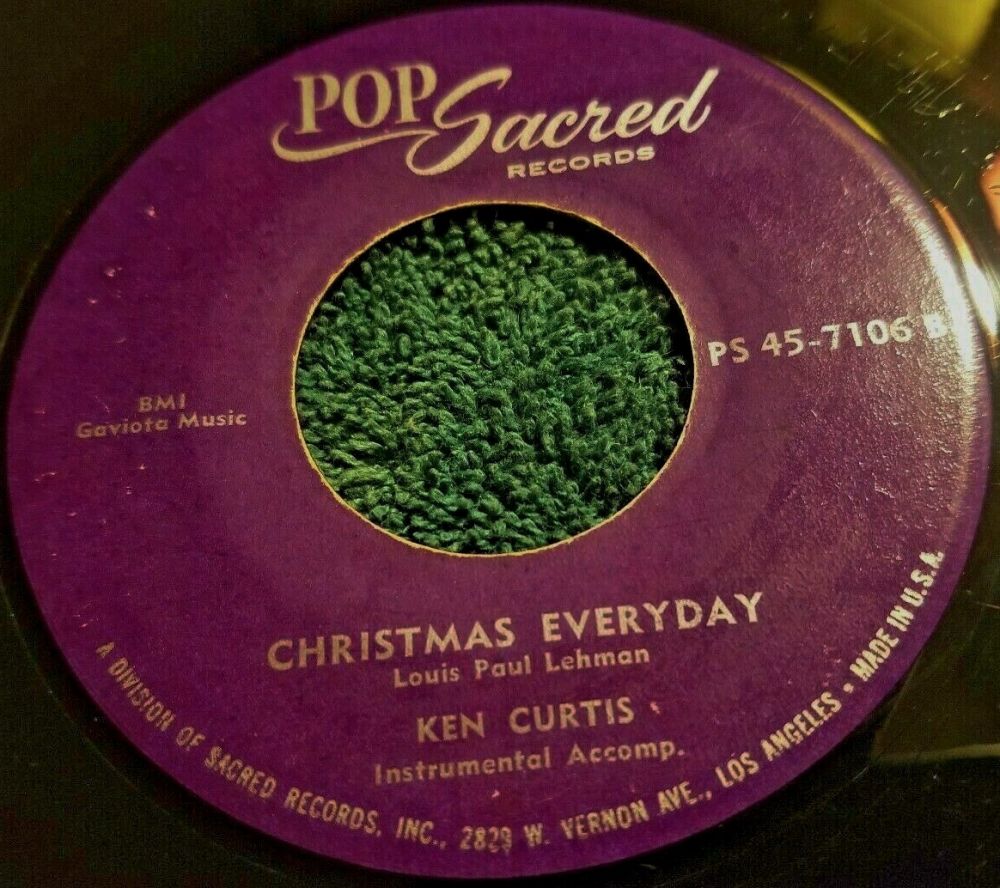 POP Sacred
RECORDS
PS 45-7106 B
BMI
Gaviota Music
CHRISTMAS EVERYDAY
Louis Paul Lehman
KEN CURTIS
Instrumental Accomp.
A DIVISION OF SACRED RECORDS, INC., 2829 W. VERNON AVE., LOS ANGELES • MADE IN U.S.A.